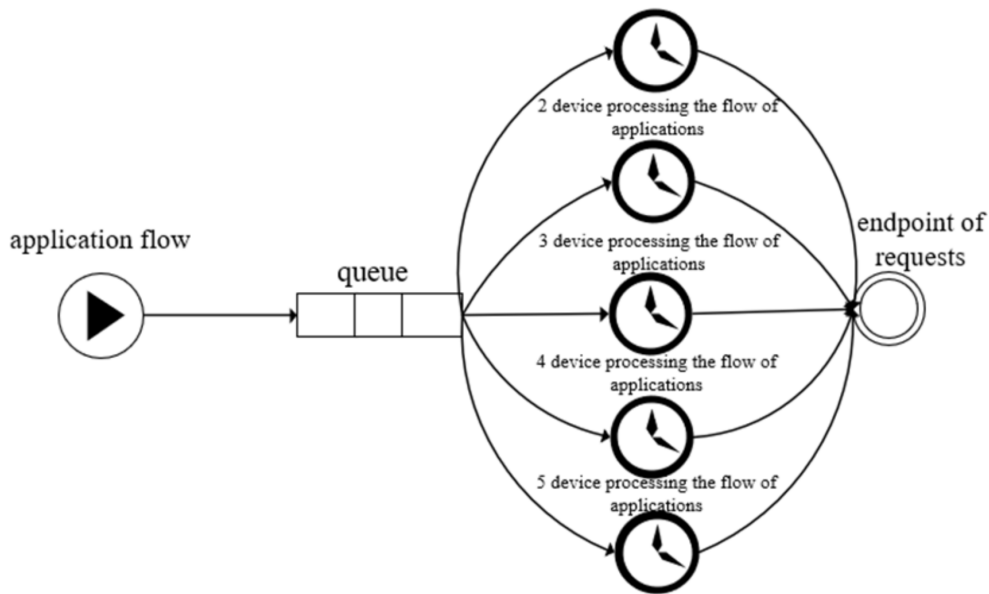 2 device processing the flow of
applications
application flow
3 device processing the flow of
applications
endpoint of
requests
queue
4 device processing the flow of
applications
5 device processing the flow of
applications